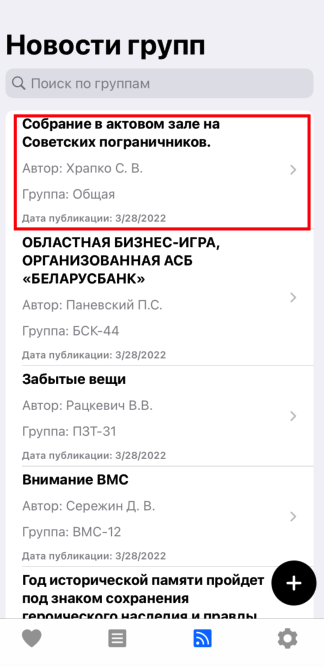 Новости групп
Поиск по группам
Собрание в актовом зале на
Советских пограничников.
Автор: Храпко С. В.
Группа: Общая
Дата публикации: 3/28/2022
ОБЛАСТНАЯ БИЗНЕС-ИГРА,
ОРГАНИЗОВАННАЯ АСБ
«БЕЛАРУСБАНК»
Автор: Паневский П.С.
Группа: БСК-44
Дата публикации: 3/28/2022
Забытые вещи
Автор: Рацкевич В.В.
Группа: ПЗТ-31
Дата публикации: 3/28/2022
Внимание ВМС
Автор: Сережин Д. В.
Группа: ВМС-12
Дата публикации: 3/28/2022
Год исторической памяти пройдет
под знаком сохранения
героического наследия и правды